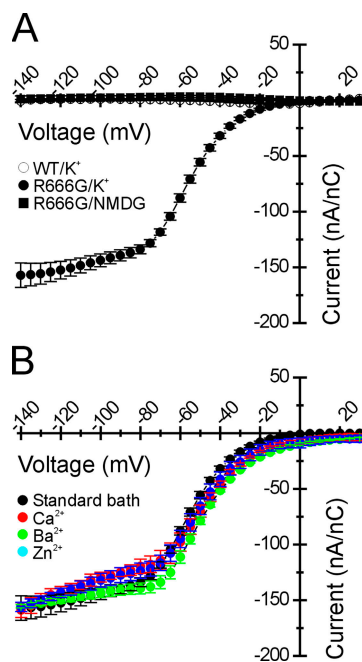 A
50
-140 -120 -100 -80 -60 -40 -20 20
Voltage (mV)
WT/K⁺
R666G/K⁺
R666G/NMDG
-50
-100
-150
-200
Current (nA/nC)
B
50
-140 -120 -100 -80 -60 -40 -20 20
Voltage (mV)
Standard bath
Ca²⁺
Ba²⁺
Zn²⁺
-50
-100
-150
-200
Current (nA/nC)